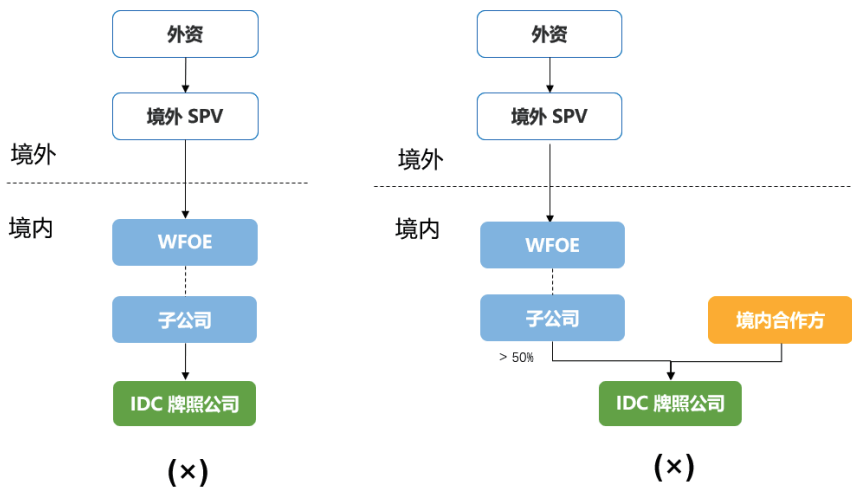 外资
境外 SPV
境外
境内
WFOE
子公司
IDC 牌照公司
(×)
外资
境外 SPV
境外
境内
WFOE
子公司
境内合作方
> 50%
IDC 牌照公司
(×)